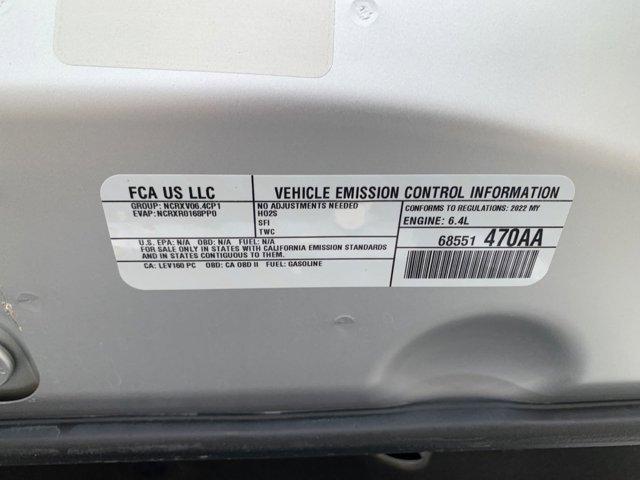 FCA US LLC
GROUP: NCRXV06.4CP1
EVAP: NCRXR0168PP0
VEHICLE EMISSION CONTROL INFORMATION
NO ADJUSTMENTS NEEDED
HO2S
SFI
TWC
CONFORMS TO REGULATIONS: 2022 MY
ENGINE: 6.4L
U.S. EPA: N/A OBD: N/A FUEL: N/A
FOR SALE ONLY IN STATES WITH CALIFORNIA EMISSION STANDARDS
AND IN STATES CONTIGUOUS TO THEM.
CA: LEV160 PC OBD: CA OBD II FUEL: GASOLINE
68551 470AA